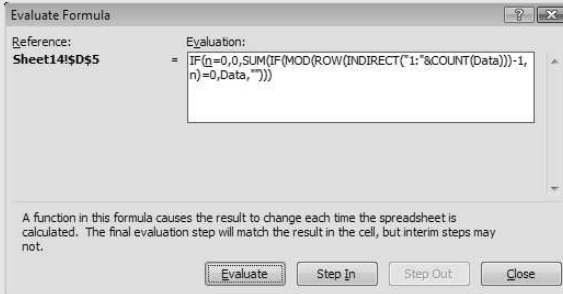 Evaluate Formula
Reference:
Evaluation:
Sheet14!$D$5
=
IF(n=0,0,SUM(IF(MOD(ROW(INDIRECT("1:"&COUNT(Data)))-1,
n)=0,Data,"")))
A function in this formula causes the result to change each time the spreadsheet is
calculated. The final evaluation step will match the result in the cell, but interim steps may
not.
Evaluate
Step In
Step Out
Close